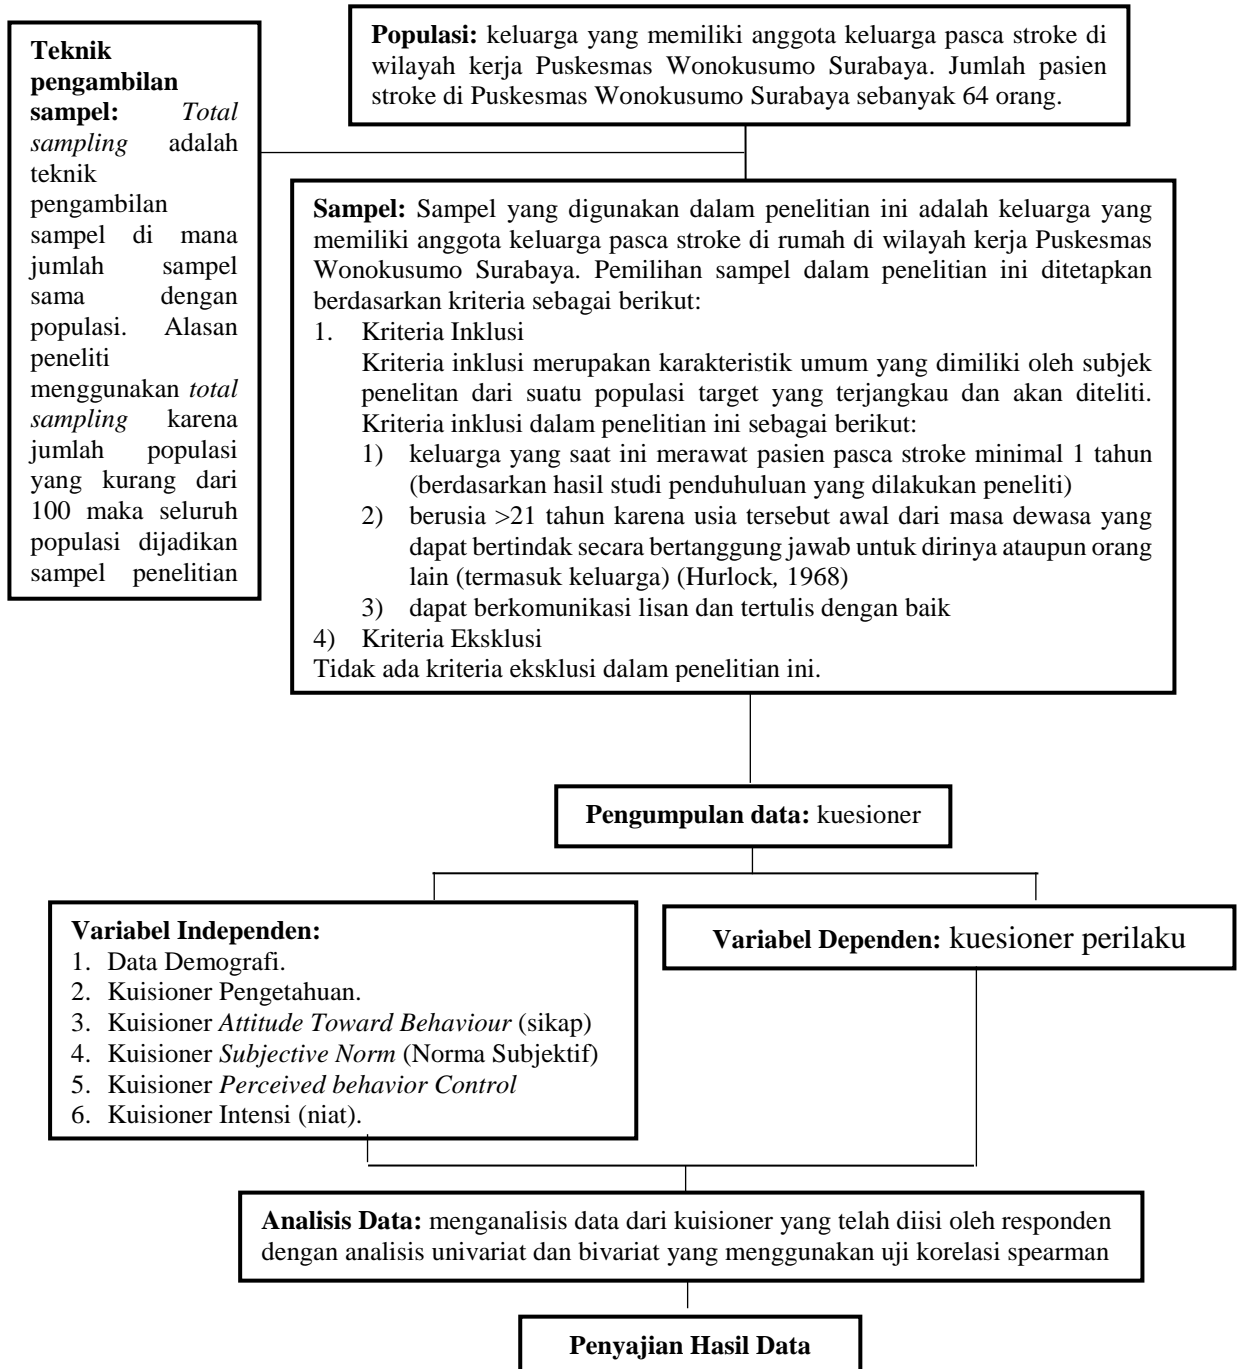 Teknik
pengambilan
sampel: Total
sampling adalah
teknik
pengambilan
sampel di mana
jumlah sampel
sama dengan
populasi. Alasan
peneliti
menggunakan total
sampling karena
jumlah populasi
yang kurang dari
100 maka seluruh
populasi dijadikan
sampel penelitian
Populasi: keluarga yang memiliki anggota keluarga pasca stroke di
wilayah kerja Puskesmas Wonokusumo Surabaya. Jumlah pasien
stroke di Puskesmas Wonokusumo Surabaya sebanyak 64 orang.
Sampel: Sampel yang digunakan dalam penelitian ini adalah keluarga yang
memiliki anggota keluarga pasca stroke di rumah di wilayah kerja Puskesmas
Wonokusumo Surabaya. Pemilihan sampel dalam penelitian ini ditetapkan
berdasarkan kriteria sebagai berikut:
1. Kriteria Inklusi
Kriteria inklusi merupakan karakteristik umum yang dimiliki oleh subjek
penelitan dari suatu populasi target yang terjangkau dan akan diteliti.
Kriteria inklusi dalam penelitian ini sebagai berikut:
1) keluarga yang saat ini merawat pasien pasca stroke minimal 1 tahun
(berdasarkan hasil studi penduhuluan yang dilakukan peneliti)
2) berusia >21 tahun karena usia tersebut awal dari masa dewasa yang
dapat bertindak secara bertanggung jawab untuk dirinya ataupun orang
lain (termasuk keluarga) (Hurlock, 1968)
3) dapat berkomunikasi lisan dan tertulis dengan baik
4) Kriteria Eksklusi
Tidak ada kriteria eksklusi dalam penelitian ini.
Pengumpulan data: kuesioner
Variabel Independen:
1. Data Demografi.
2. Kuisioner Pengetahuan.
3. Kuisioner Attitude Toward Behaviour (sikap)
4. Kuisioner Subjective Norm (Norma Subjektif)
5. Kuisioner Perceived behavior Control
6. Kuisioner Intensi (niat).
Variabel Dependen: kuesioner perilaku
Analisis Data: menganalisis data dari kuisioner yang telah diisi oleh responden
dengan analisis univariat dan bivariat yang menggunakan uji korelasi spearman
Penyajian Hasil Data